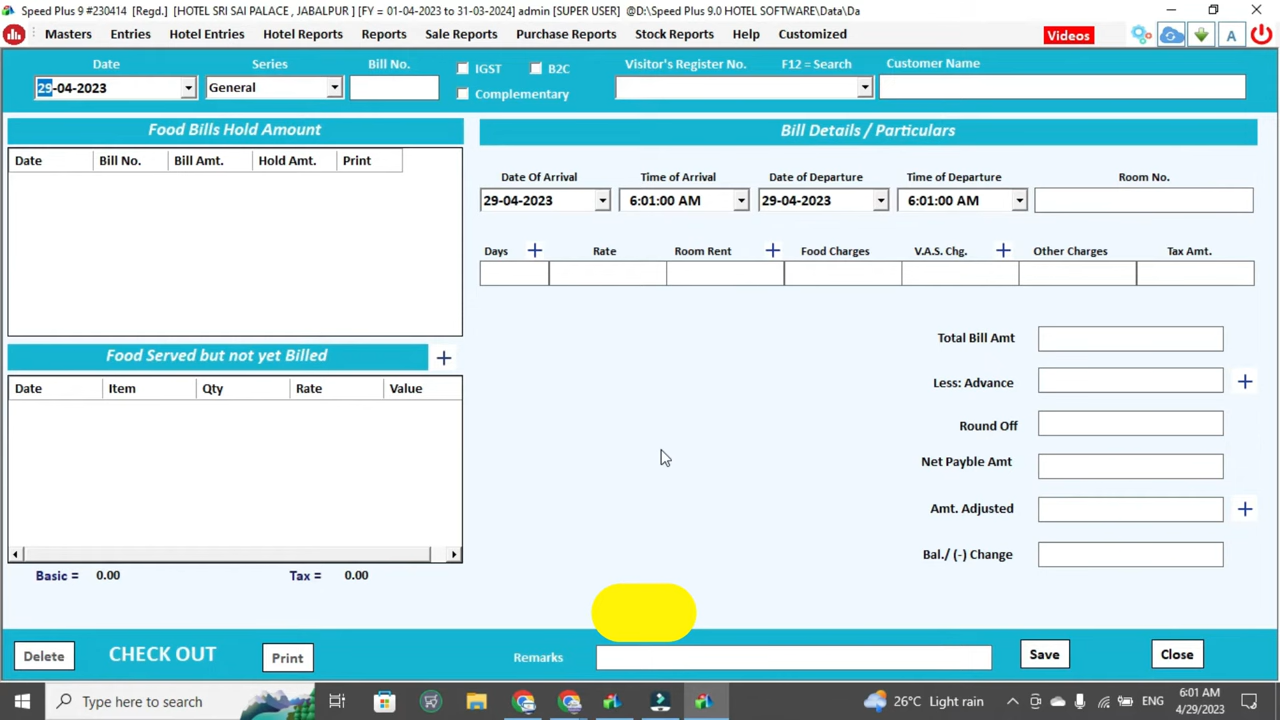 Speed Plus 9 #230414 [Regd.] [HOTEL SRI SAI PALACE , JABALPUR ] [FY = 01-04-2023 to 31-03-2024] admin [SUPER USER] @D:\Speed Plus 9.0 HOTEL SOFTWARE\Data\Da
Masters Entries Hotel Entries Hotel Reports Reports Sale Reports Purchase Reports Stock Reports Help Customized Videos A
Date Series Bill No. IGST B2C Visitor's Register No. F12 = Search Customer Name
29-04-2023 General Complementary
Food Bills Hold Amount Bill Details / Particulars
Date Bill No. Bill Amt. Hold Amt. Print
Date Of Arrival Time of Arrival Date of Departure Time of Departure Room No.
29-04-2023 6:01:00 AM 29-04-2023 6:01:00 AM
Days + Rate Room Rent + Food Charges V.A.S. Chg. + Other Charges Tax Amt.
Total Bill Amt
Food Served but not yet Billed +
Less: Advance +
Date Item Qty Rate Value
Round Off
Net Payble Amt
Amt. Adjusted +
Bal./ (-) Change
Basic = 0.00 Tax = 0.00
Delete CHECK OUT Print Remarks Save Close
Type here to search 26°C Light rain ENG 6:01 AM
4/29/2023